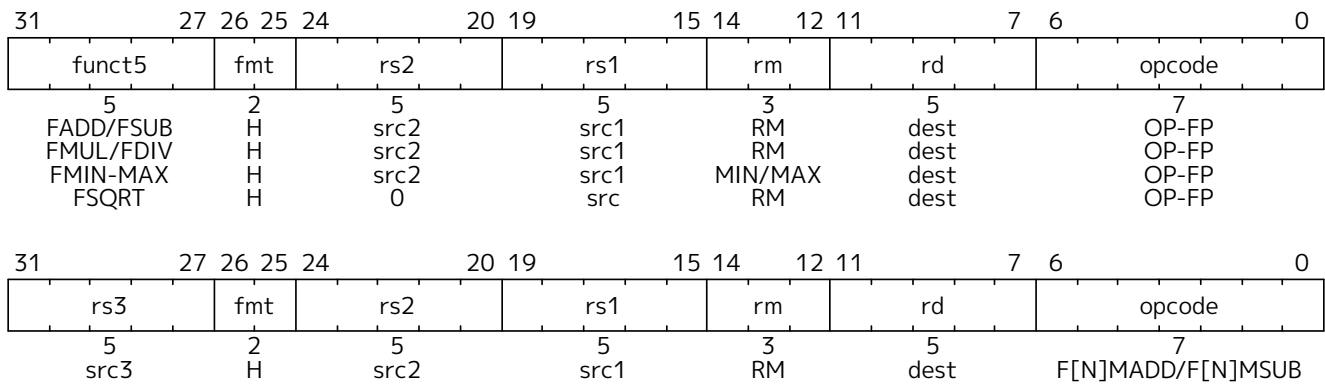 31 27 26 25 24 20 19 15 14 12 11 7 6 0
funct5 fmt rs2 rs1 rm rd opcode
5 2 5 5 3 5 7
FADD/FSUB H src2 src1 RM dest OP-FP
FMUL/FDIV H src2 src1 RM dest OP-FP
FMIN-MAX H src2 src1 MIN/MAX dest OP-FP
FSQRT H 0 src RM dest OP-FP
31 27 26 25 24 20 19 15 14 12 11 7 6 0
rs3 fmt rs2 rs1 rm rd opcode
5 2 5 5 3 5 7
src3 H src2 src1 RM dest F[N]MADD/F[N]MSUB